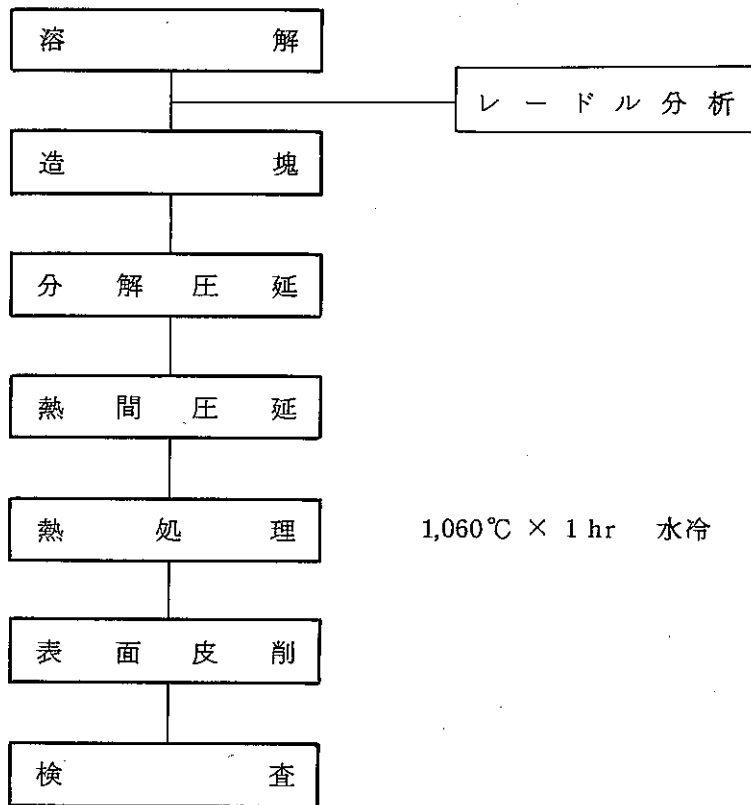 溶解
レードル分析
造塊
分解圧延
熱間圧延
熱処理 1,060℃ × 1 hr 水冷
表面皮削
検査